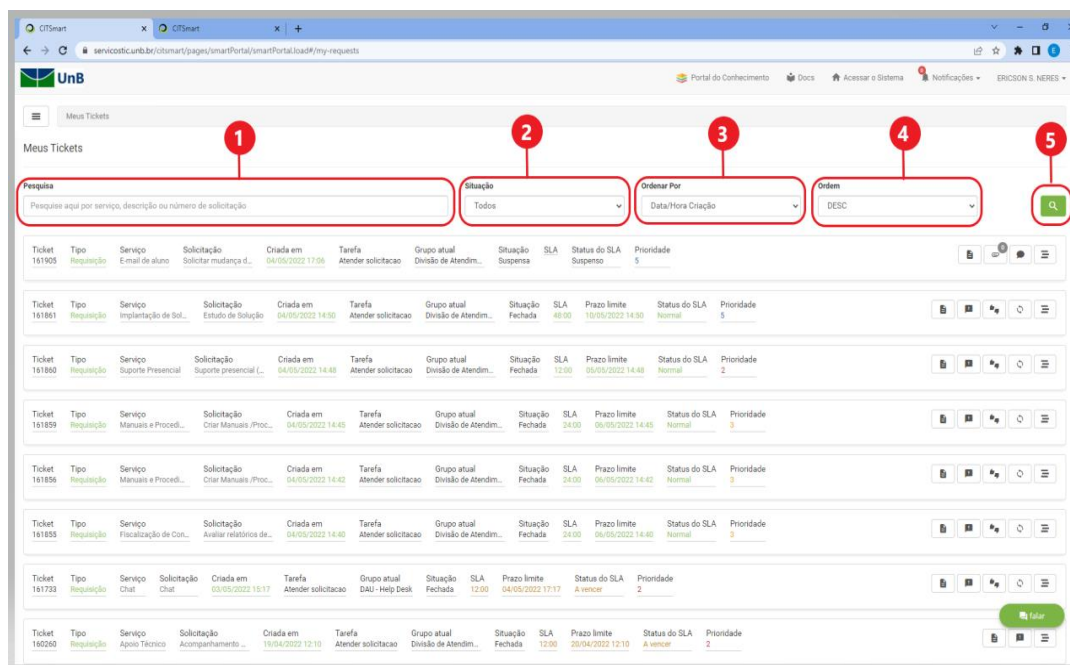 CITSmart CITSmart
servicostic.unb.br/citsmart/pages/smartPortal/smartPortal.load#/my-requests
UnB Portal do Conhecimento Docs Acessar o Sistema 9 Notificações ERICSON S. NERES
Meus Tickets
1 2 3 4 5
Meus Tickets
Pesquisa Situação Ordenar Por Ordem
Pesquise aqui por serviço, descrição ou número de solicitação Todos Data/Hora Criação DESC
Ticket Tipo Serviço Solicitação Criada em Tarefa Grupo atual Situação SLA Status do SLA Prioridade
161905 Requisição E-mail de aluno Solicitar mudança d... 04/05/2022 17:06 Atender solicitacao Divisão de Atendim... Suspensa Suspenso 5
Ticket Tipo Serviço Solicitação Criada em Tarefa Grupo atual Situação SLA Prazo limite Status do SLA Prioridade
161861 Requisição Implantação de Sol... Estudo de Solução 04/05/2022 14:50 Atender solicitacao Divisão de Atendim... Fechada 48:00 10/05/2022 14:50 Normal 5
Ticket Tipo Serviço Solicitação Criada em Tarefa Grupo atual Situação SLA Prazo limite Status do SLA Prioridade
161860 Requisição Suporte Presencial Suporte presencial (... 04/05/2022 14:48 Atender solicitacao Divisão de Atendim... Fechada 12:00 05/05/2022 14:48 Normal 2
Ticket Tipo Serviço Solicitação Criada em Tarefa Grupo atual Situação SLA Prazo limite Status do SLA Prioridade
161859 Requisição Manuais e Procedi... Criar Manuais /Proc... 04/05/2022 14:45 Atender solicitacao Divisão de Atendim... Fechada 24:00 06/05/2022 14:45 Normal 3
Ticket Tipo Serviço Solicitação Criada em Tarefa Grupo atual Situação SLA Prazo limite Status do SLA Prioridade
161856 Requisição Manuais e Procedi... Criar Manuais /Proc... 04/05/2022 14:42 Atender solicitacao Divisão de Atendim... Fechada 24:00 06/05/2022 14:42 Normal 3
Ticket Tipo Serviço Solicitação Criada em Tarefa Grupo atual Situação SLA Prazo limite Status do SLA Prioridade
161855 Requisição Fiscalização de Con... Avaliar relatórios de... 04/05/2022 14:40 Atender solicitacao Divisão de Atendim... Fechada 24:00 06/05/2022 14:40 Normal 3
Ticket Tipo Serviço Solicitação Criada em Tarefa Grupo atual Situação SLA Prazo limite Status do SLA Prioridade
161733 Requisição Chat Chat 03/05/2022 15:17 Atender solicitacao DAU - Help Desk Fechada 12:00 04/05/2022 17:17 A vencer 2
falar
Ticket Tipo Serviço Solicitação Criada em Tarefa Grupo atual Situação SLA Prazo limite Status do SLA Prioridade
160260 Requisição Apoio Técnico Acompanhamento ... 19/04/2022 12:10 Atender solicitacao Divisão de Atendim... Fechada 12:00 20/04/2022 12:10 A vencer 2